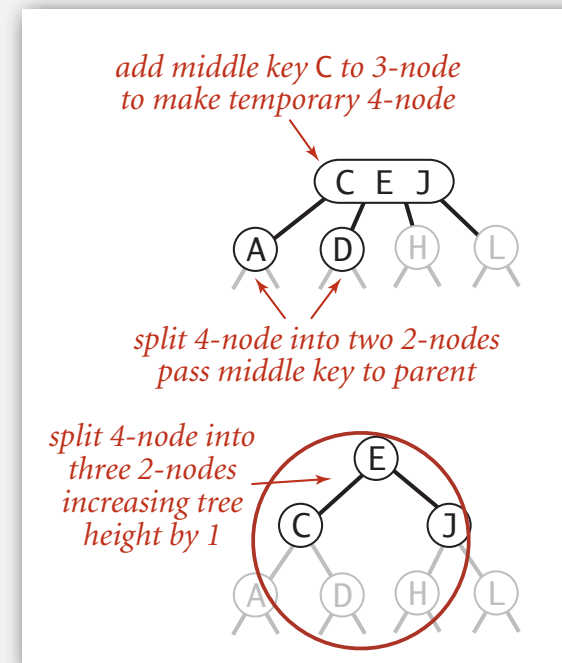 add middle key C to 3-node
to make temporary 4-node
C E J
A D H L
split 4-node into two 2-nodes
pass middle key to parent
split 4-node into
three 2-nodes
increasing tree
height by 1
E
C J
A D H L